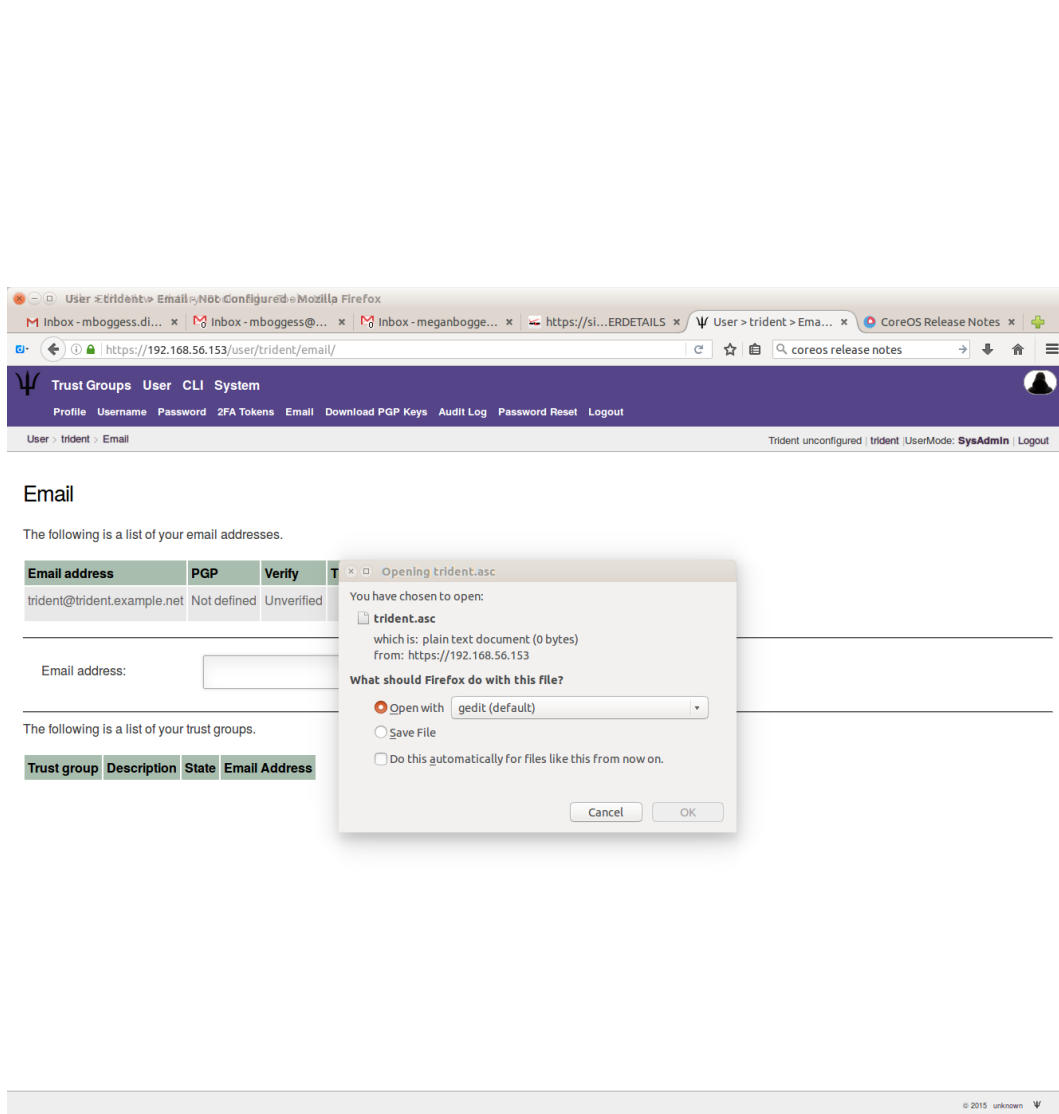 User > trident > Email - Not Configured - Mozilla Firefox
Inbox - mboggess.di... Inbox - mboggess@... Inbox - meganbogge... https://si...ERDETAILS User > trident > Ema... CoreOS Release Notes
https://192.168.56.153/user/trident/email/ coreos release notes
Trust Groups User CLI System
Profile Username Password 2FA Tokens Email Download PGP Keys Audit Log Password Reset Logout
User > trident > Email Trident unconfigured | trident |UserMode: SysAdmin | Logout
Email
The following is a list of your email addresses.
Email address PGP Verify T
trident@trident.example.net Not defined Unverified
Email address:
The following is a list of your trust groups.
Trust group Description State Email Address
Opening trident.asc
You have chosen to open:
trident.asc
which is: plain text document (0 bytes)
from: https://192.168.56.153
What should Firefox do with this file?
Open with gedit (default)
Save File
Do this automatically for files like this from now on.
Cancel OK
© 2015 unknown